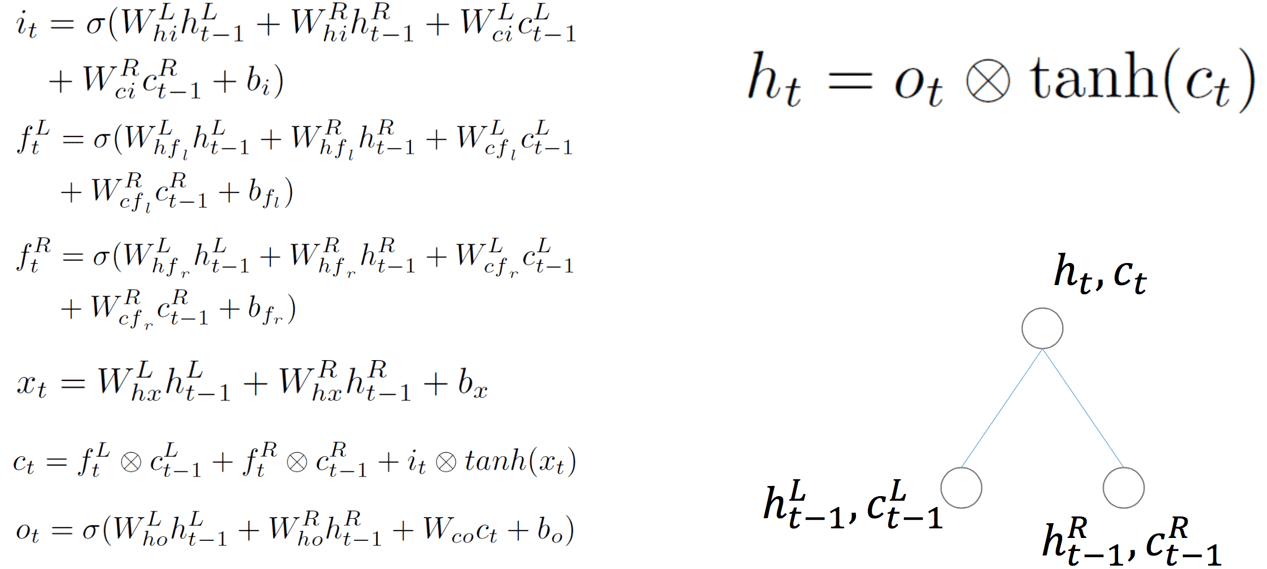 i_t = σ(W^L_{hi} h^L_{t−1} + W^R_{hi} h^R_{t−1} + W^L_{ci} c^L_{t−1}
+ W^R_{ci} c^R_{t−1} + b_i)
f^L_t = σ(W^L_{hf_l} h^L_{t−1} + W^R_{hf_l} h^R_{t−1} + W^L_{cf_l} c^L_{t−1}
+ W^R_{cf_l} c^R_{t−1} + b_{f_l})
f^R_t = σ(W^L_{hf_r} h^L_{t−1} + W^R_{hf_r} h^R_{t−1} + W^L_{cf_r} c^L_{t−1}
+ W^R_{cf_r} c^R_{t−1} + b_{f_r})
x_t = W^L_{hx} h^L_{t−1} + W^R_{hx} h^R_{t−1} + b_x
c_t = f^L_t ⊗ c^L_{t−1} + f^R_t ⊗ c^R_{t−1} + i_t ⊗ tanh(x_t)
o_t = σ(W^L_{ho} h^L_{t−1} + W^R_{ho} h^R_{t−1} + W_{co} c_t + b_o)
h_t = o_t ⊗ tanh(c_t)
h_t, c_t
h^L_{t−1}, c^L_{t−1}
h^R_{t−1}, c^R_{t−1}